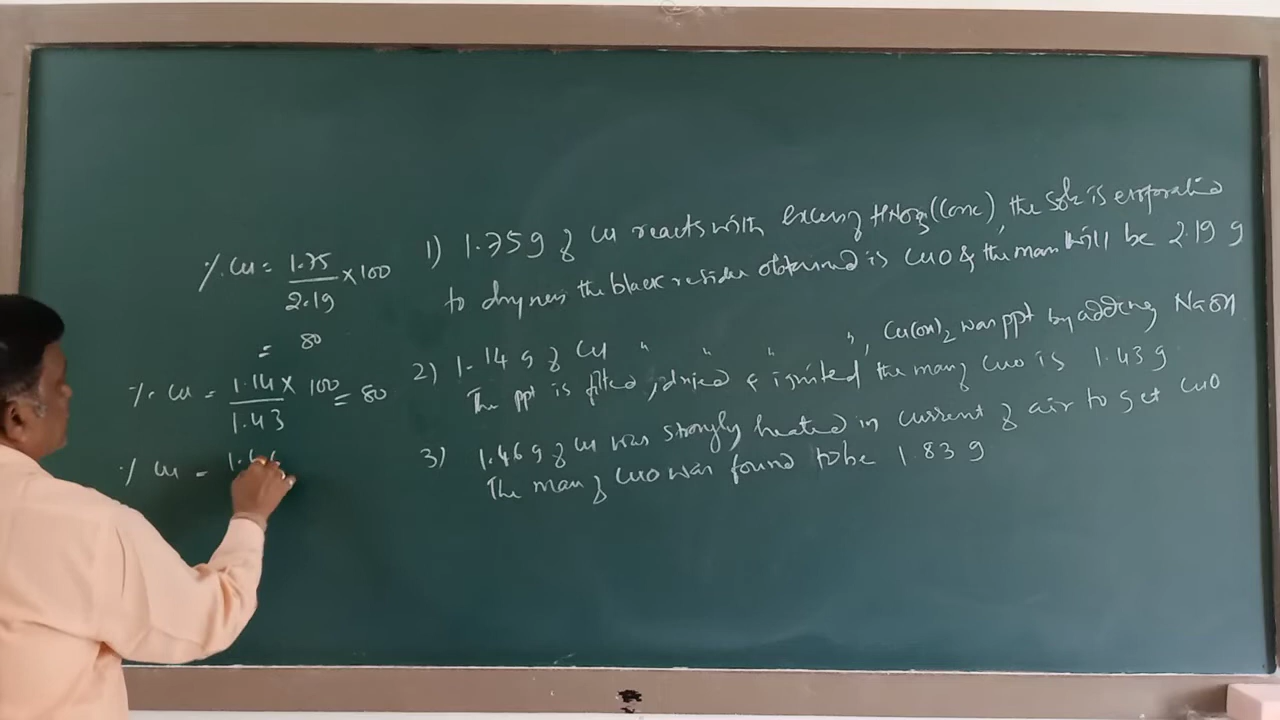 % Cu = 1.75/2.19 × 100
= 80
% Cu = 1.14/1.43 × 100 = 80
% Cu = 1.46
1) 1.75 g of Cu reacts with excess of HNO3 (Conc), the Soln is evaporated
to dryness the black residue obtained is CuO & the mass will be 2.19 g
2) 1.14 g of Cu " " " ", Cu(OH)2 was ppt by adding NaOH
The ppt is filted, dried & ignited the mass of CuO is 1.43 g
3) 1.46 g of Cu was strongly heated in current of air to get CuO
The mass of CuO was found to be 1.83 g